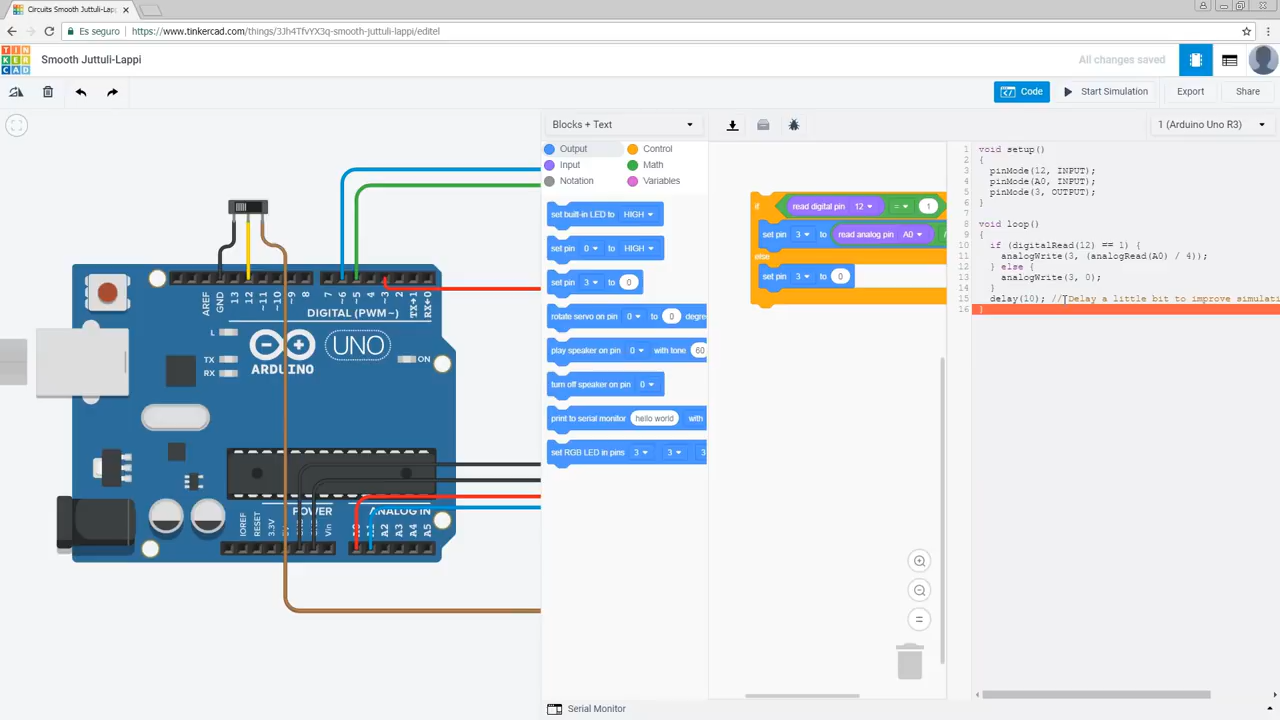 Circuits Smooth Juttuli-Lapp
Es seguro https://www.tinkercad.com/things/3Jh4TfvYX3q-smooth-juttuli-lappi/editel
TIN
KER
CAD
Smooth Juttuli-Lappi
All changes saved
Code
Start Simulation
Export
Share
Blocks + Text
1 (Arduino Uno R3)
Output
Control
Input
Math
Notation
Variables
set built-in LED to HIGH
set pin 0 to HIGH
set pin 3 to 0
rotate servo on pin 0 to 0 degre
play speaker on pin 0 with tone 60
turn off speaker on pin 0
print to serial monitor hello world with
set RGB LED in pins 3 3 3
if read digital pin 12 = 1
set pin 3 to read analog pin A0 /
else
set pin 3 to 0
1 void setup()
2 {
3 pinMode(12, INPUT);
4 pinMode(A0, INPUT);
5 pinMode(3, OUTPUT);
6 }
7
8 void loop()
9 {
10 if (digitalRead(12) == 1) {
11 analogWrite(3, (analogRead(A0) / 4));
12 } else {
13 analogWrite(3, 0);
14 }
15 delay(10); // Delay a little bit to improve simulati
16 }
AREF
GND
13
12
~11
~10
~9
8
7
~6
~5
4
~3
2
TX→1
RX←0
DIGITAL (PWM~)
L
TX
RX
UNO
ARDUINO
ON
IOREF
RESET
3.3V
Vin
POWER
ANALOG IN
A2
A3
A4
A5
Serial Monitor